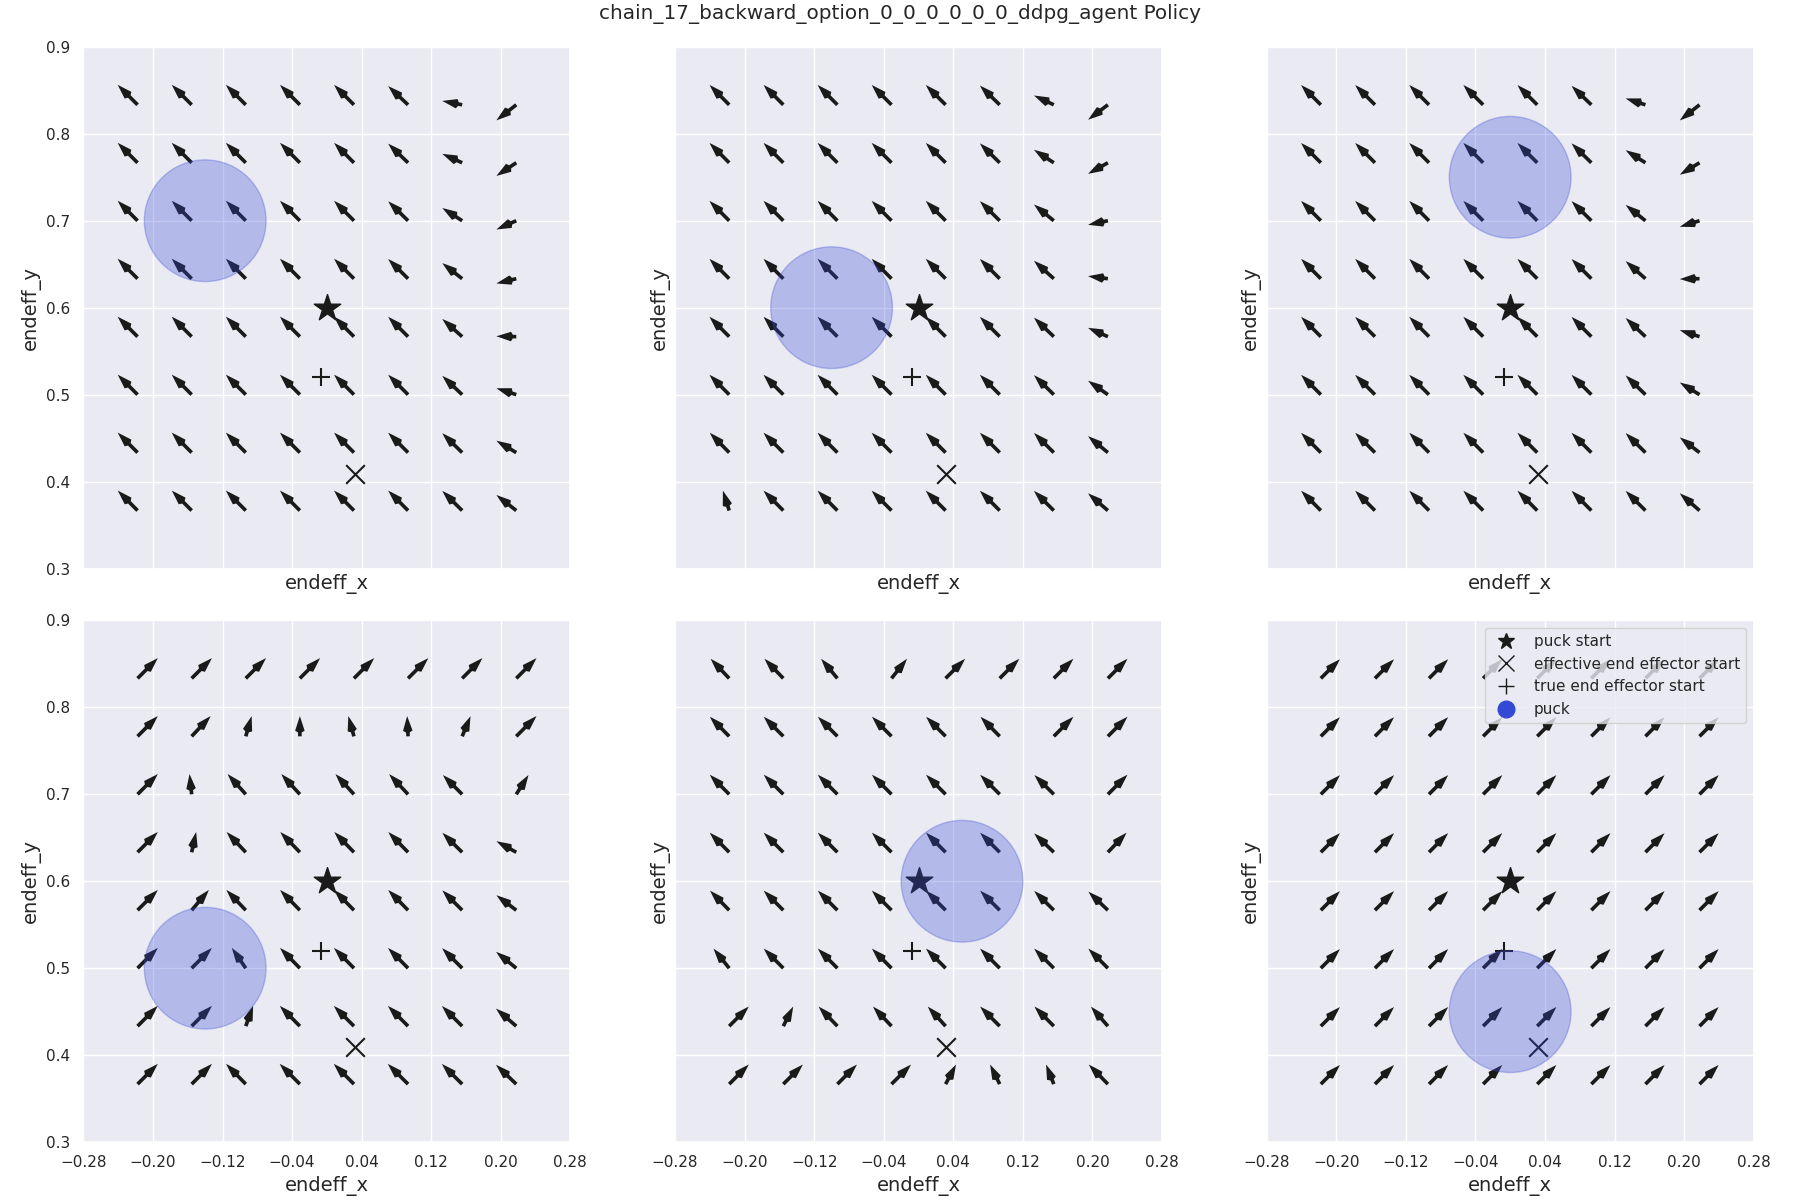 chain_17_backward_option_0_0_0_0_0_0_ddpg_agent Policy
0.9
0.8
0.7
0.6
0.5
0.4
0.3
endeff_y
endeff_x
endeff_y
endeff_x
endeff_y
endeff_x
0.9
0.8
0.7
0.6
0.5
0.4
0.3
endeff_y
−0.28 −0.20 −0.12 −0.04 0.04 0.12 0.20 0.28
endeff_x
endeff_y
−0.28 −0.20 −0.12 −0.04 0.04 0.12 0.20 0.28
endeff_x
puck start
effective end effector start
true end effector start
puck
endeff_y
−0.28 −0.20 −0.12 −0.04 0.04 0.12 0.20 0.28
endeff_x